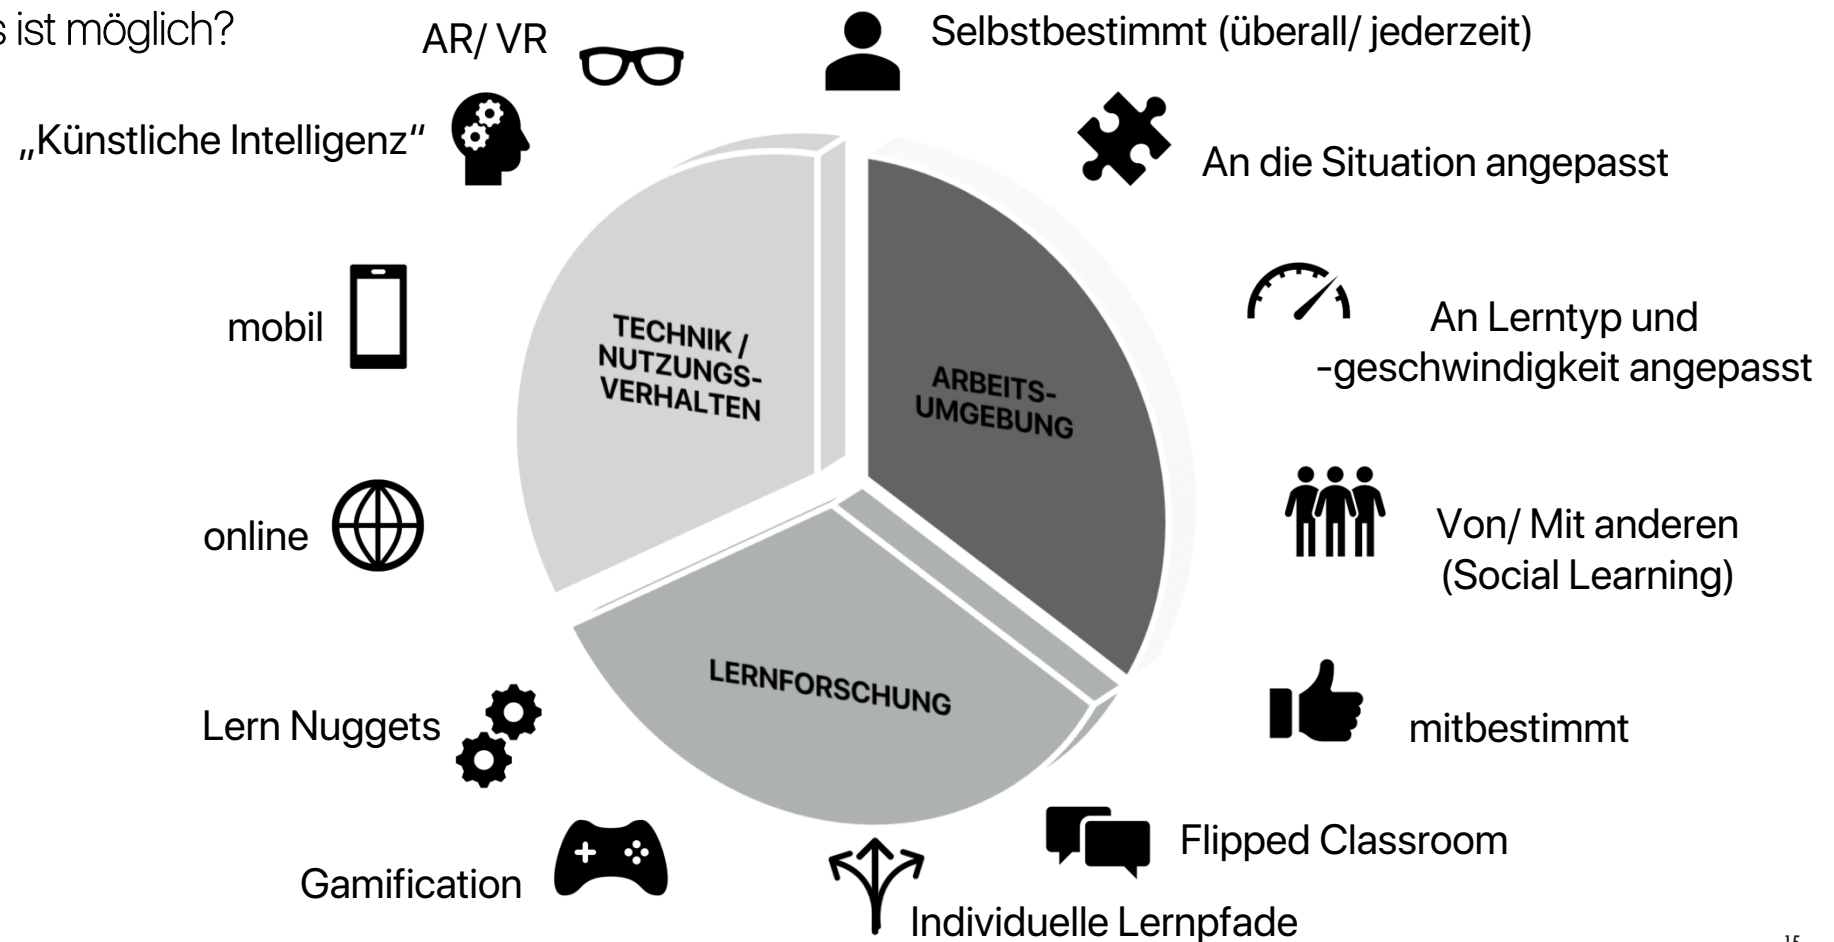 s ist möglich?
AR/ VR
Selbstbestimmt (überall/ jederzeit)
„Künstliche Intelligenz“
An die Situation angepasst
mobil
An Lerntyp und
-geschwindigkeit angepasst
TECHNIK /
NUTZUNGS-
VERHALTEN
ARBEITS-
UMGEBUNG
online
Von/ Mit anderen
(Social Learning)
LERNFORSCHUNG
Lern Nuggets
mitbestimmt
Gamification
Flipped Classroom
Individuelle Lernpfade
15